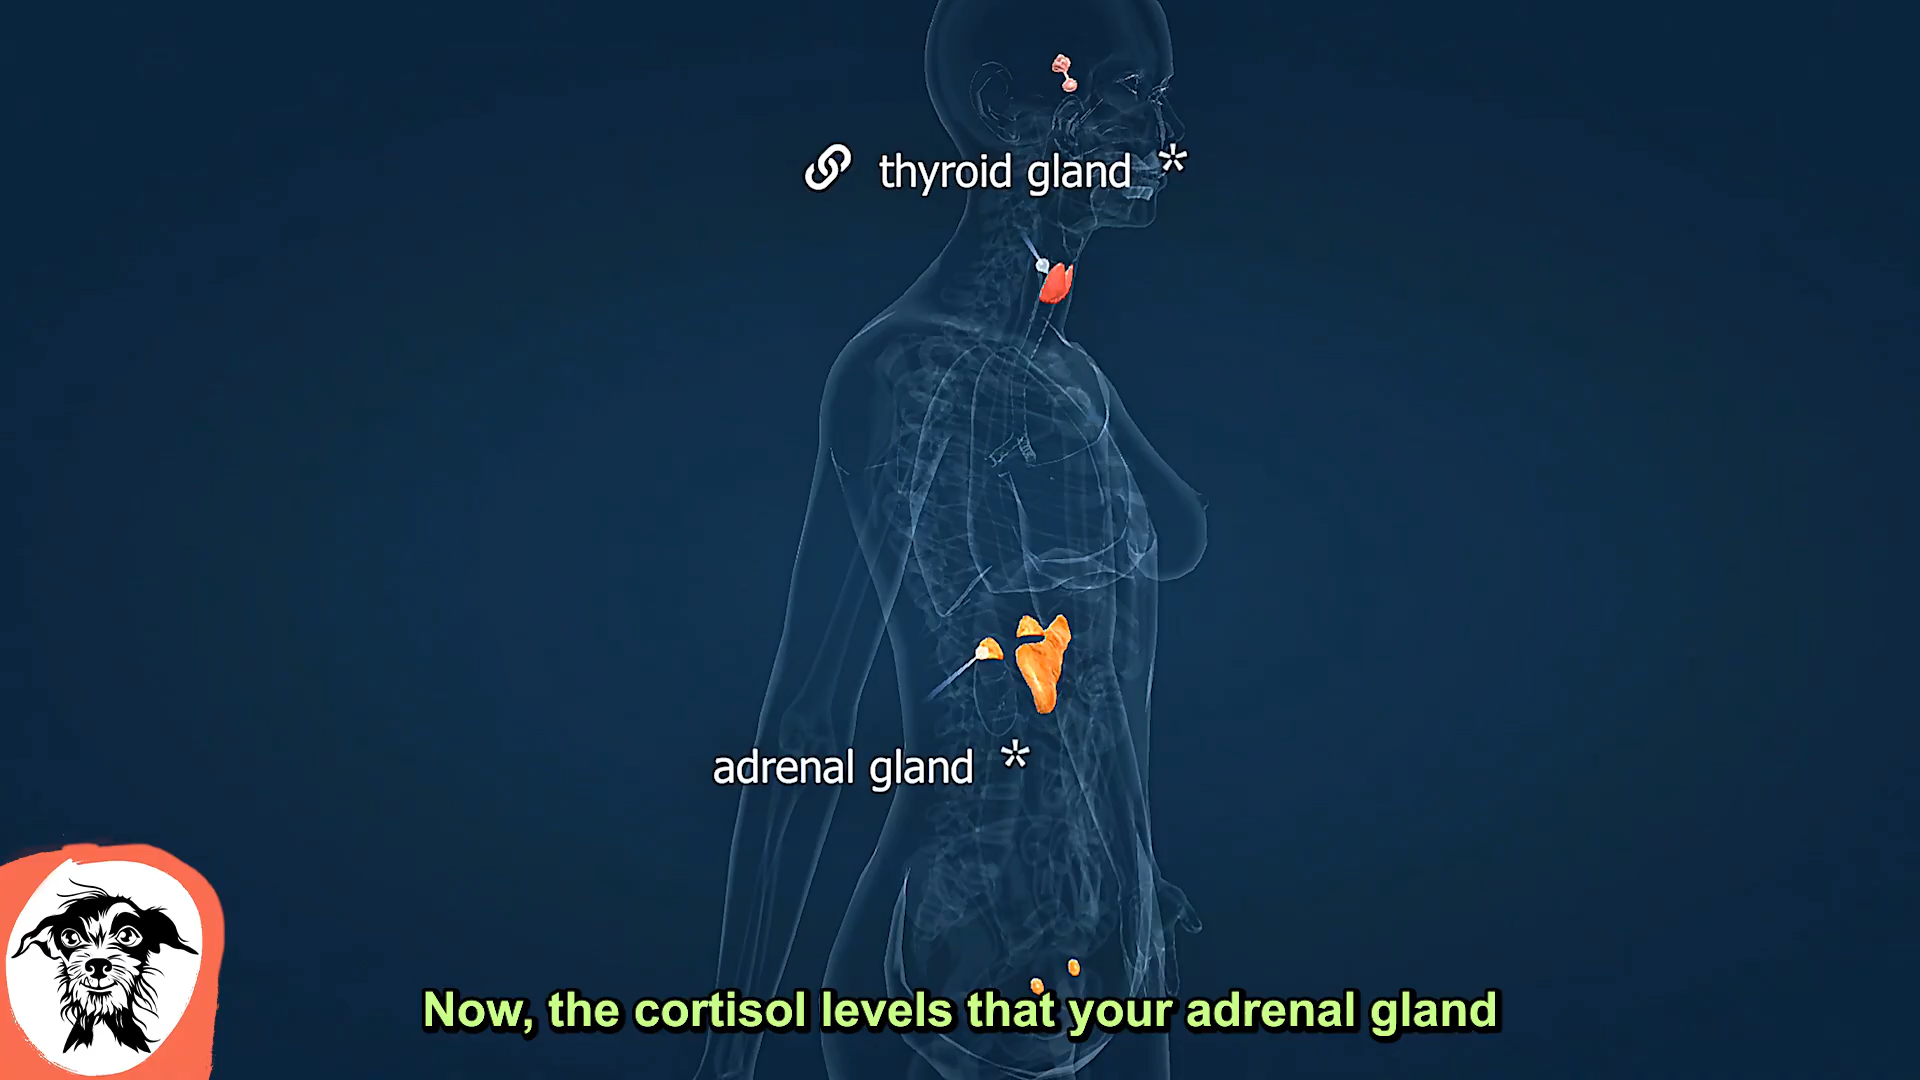 thyroid gland *
adrenal gland *
Now, the cortisol levels that your adrenal gland